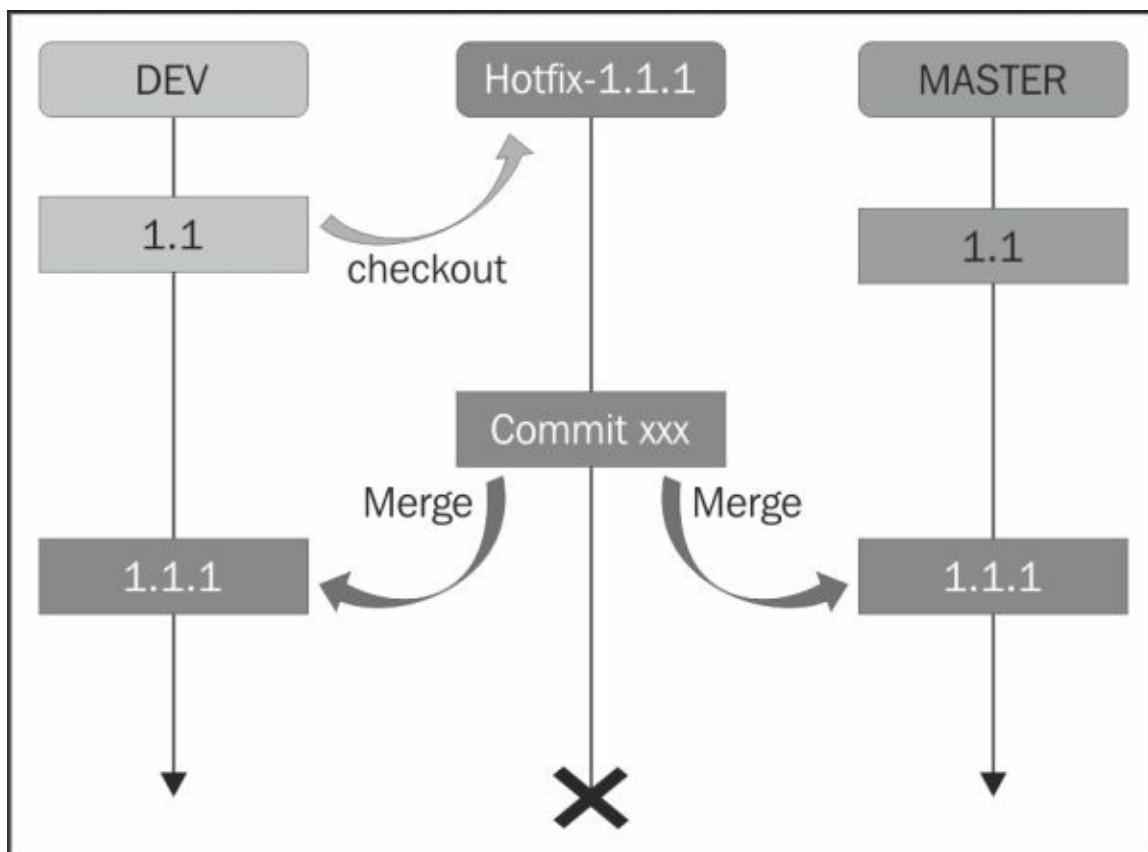 DEV
Hotfix-1.1.1
MASTER
1.1
checkout
1.1
Commit xxx
Merge
Merge
1.1.1
1.1.1